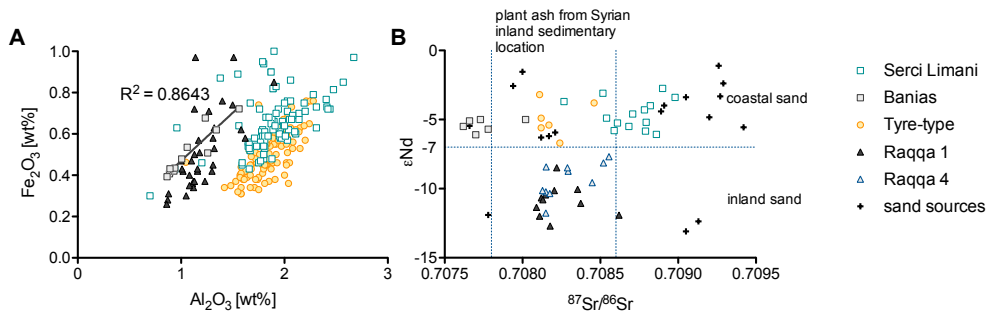 A
Fe₂O₃ [wt%]
1.0
0.8
0.6
0.4
0.2
0.0
R² = 0.8643
0
1
2
3
Al₂O₃ [wt%]
B
plant ash from Syrian
inland sedimentary
location
εNd
0
-5
-7
-10
-15
coastal sand
inland sand
0.7075
0.7080
0.7085
0.7090
0.7095
⁸⁷Sr/⁸⁶Sr
Serci Limani
Banias
Tyre-type
Raqqa 1
Raqqa 4
sand sources